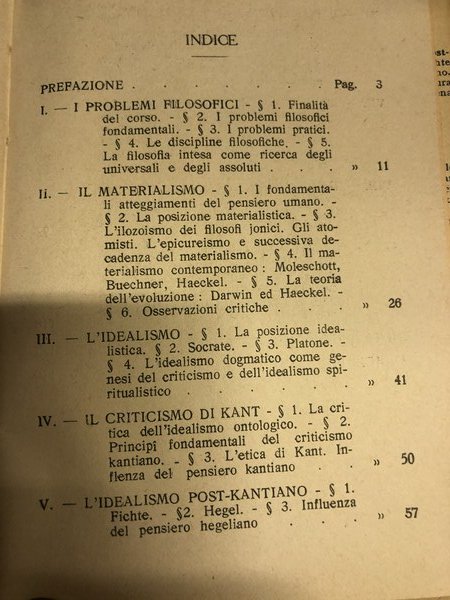 INDICE
PREFAZIONE . . . . . . . Pag. 3
I. — I PROBLEMI FILOSOFICI - § 1. Finalità
del corso. - § 2. I problemi filosofici
fondamentali. - § 3. I problemi pratici.
- § 4. Le discipline filosofiche. - § 5.
La filosofia intesa come ricerca degli
universali e degli assoluti . . . » 11
Ii. — IL MATERIALISMO - § 1. I fondamenta-
li atteggiamenti del pensiero umano. -
§ 2. La posizione materialistica. - § 3.
L'ilozoismo dei filosofi jonici. Gli ato-
misti. L'epicureismo e successiva de-
cadenza del materialismo. - § 4. Il ma-
terialismo contemporaneo : Moleschott,
Buechner, Haeckel. - § 5. La teoria
dell'evoluzione : Darwin ed Haeckel. -
§ 6. Osservazioni critiche . . . » 26
III. — L'IDEALISMO - § 1. La posizione idea-
listica. § 2. Socrate. - § 3. Platone. -
§ 4. L'idealismo dogmatico come ge-
nesi del criticismo e dell'idealismo spi-
ritualistico . . . . . » 41
IV. — IL CRITICISMO DI KANT - § 1. La cri-
tica dell'idealismo ontologico. - § 2.
Principî fondamentali del criticismo
kantiano. - § 3. L'etica di Kant. In-
flenza del pensiero kantiano . . » 50
V. — L'IDEALISMO POST-KANTIANO - § 1.
Fichte. - §2. Hegel. - § 3. Influenza
del pensiero hegeliano . . . » 57